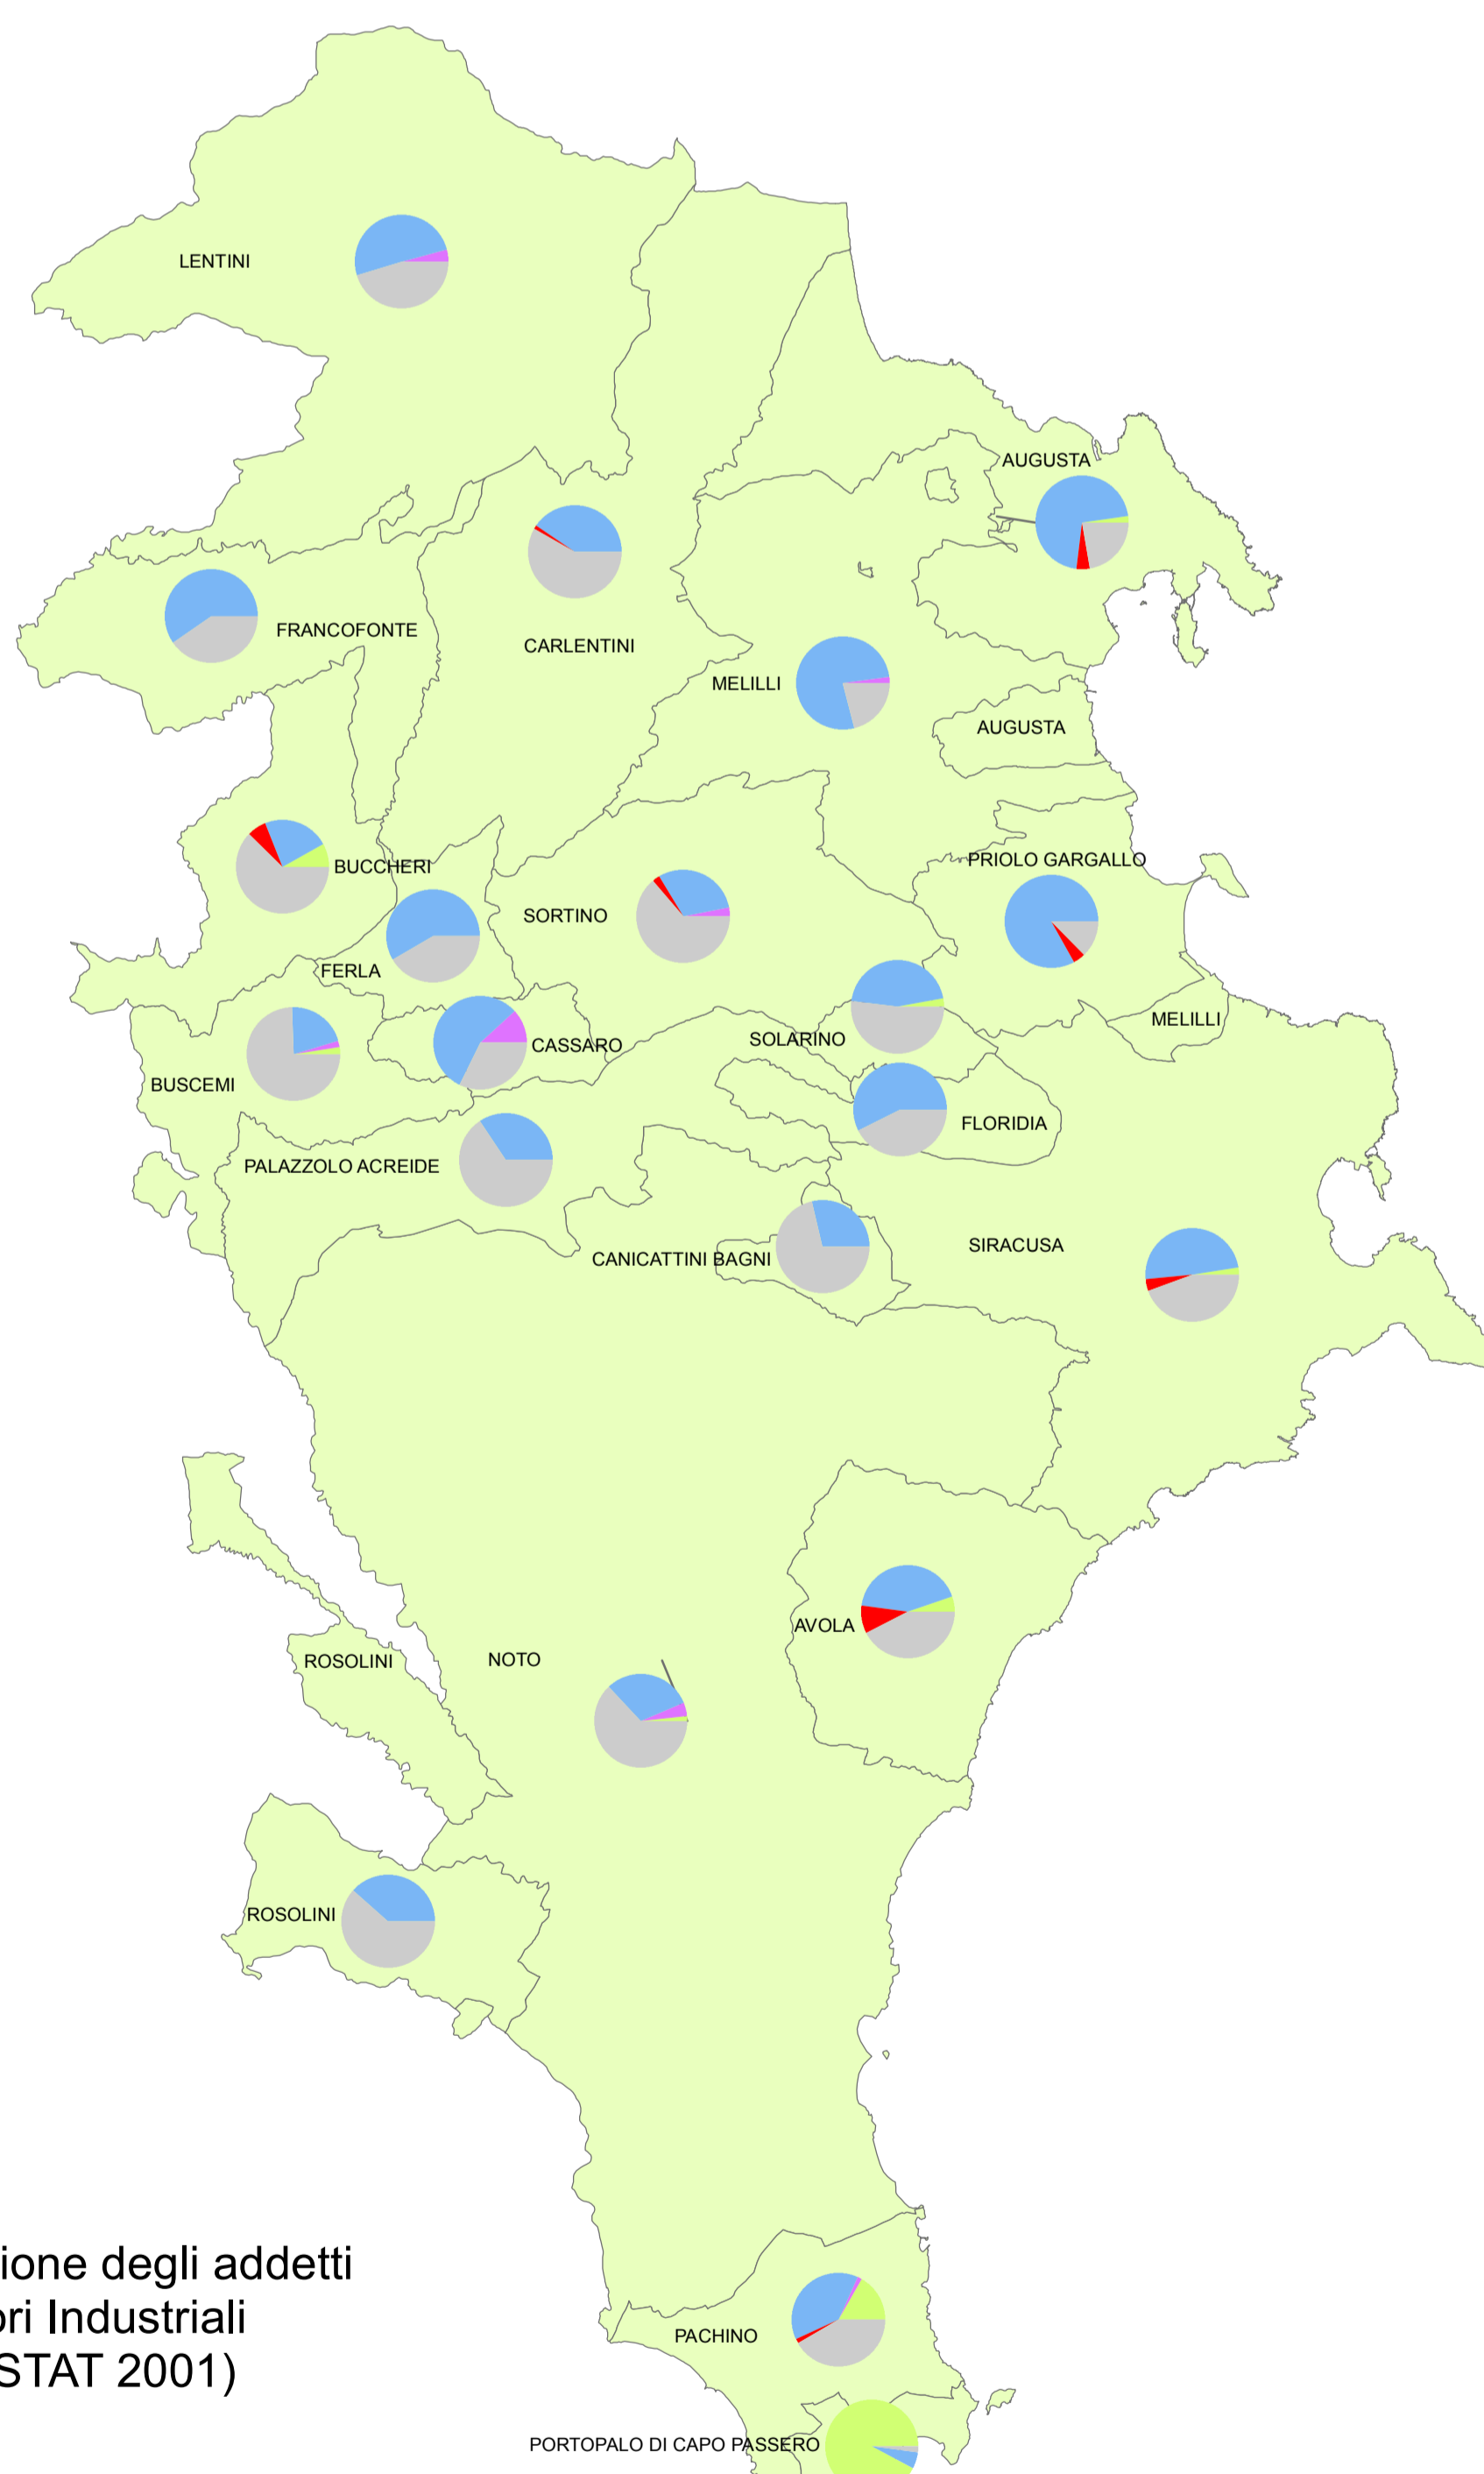 LENTINI
AUGUSTA
FRANCOFONTE
CARLENTINI
MELILLI
AUGUSTA
PRIOLO GARGALLO
BUCCHERI
SORTINO
FERLA
MELILLI
SOLARINO
CASSARO
BUSCEMI
FLORIDIA
PALAZZOLO ACREIDE
SIRACUSA
CANICATTINI BAGNI
AVOLA
NOTO
ROSOLINI
ROSOLINI
ione degli addetti
ori Industriali
STAT 2001)
PACHINO
PORTOPALO DI CAPO PASSERO